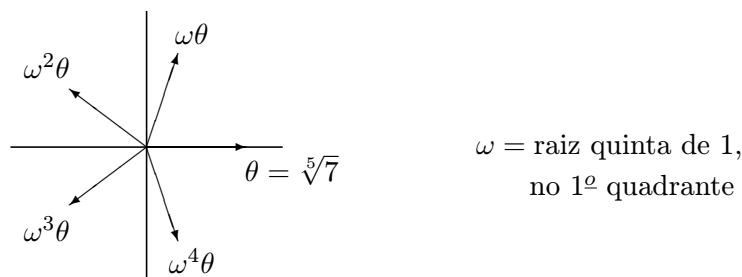 ωθ
ω²θ
θ = ⁵√7
ω³θ
ω⁴θ
ω = raiz quinta de 1,
no 1º quadrante